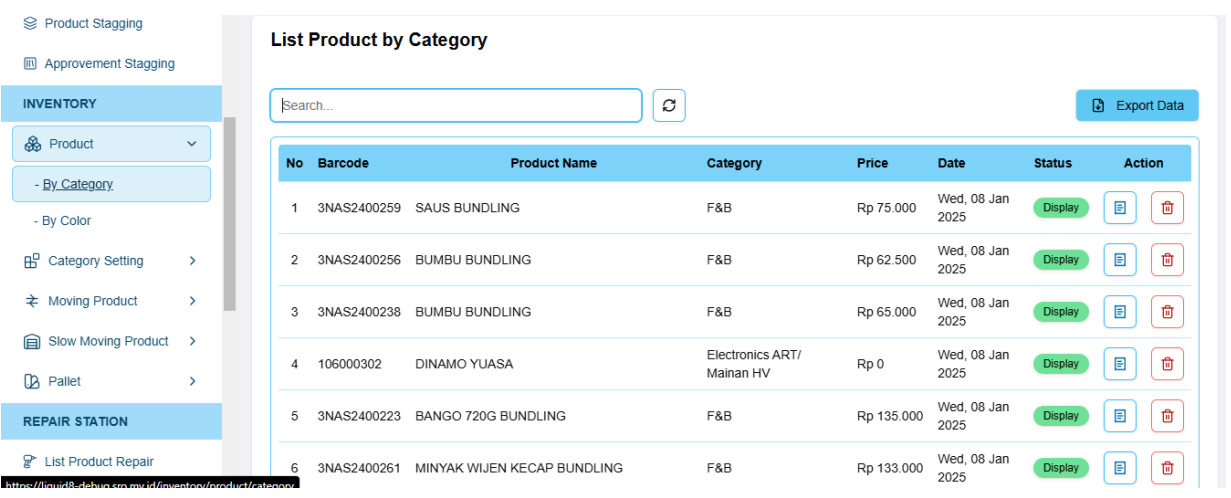 Product Stagging
Approvement Stagging
INVENTORY
Product
- By Category
- By Color
Category Setting
Moving Product
Slow Moving Product
Pallet
REPAIR STATION
List Product Repair
https://liquid8-debug.sro.my.id/inventory/product/category
List Product by Category
Search...
Export Data
No Barcode Product Name Category Price Date Status Action
1 3NAS2400259 SAUS BUNDLING F&B Rp 75.000 Wed, 08 Jan 2025 Display
2 3NAS2400256 BUMBU BUNDLING F&B Rp 62.500 Wed, 08 Jan 2025 Display
3 3NAS2400238 BUMBU BUNDLING F&B Rp 65.000 Wed, 08 Jan 2025 Display
4 106000302 DINAMO YUASA Electronics ART/ Mainan HV Rp 0 Wed, 08 Jan 2025 Display
5 3NAS2400223 BANGO 720G BUNDLING F&B Rp 135.000 Wed, 08 Jan 2025 Display
6 3NAS2400261 MINYAK WIJEN KECAP BUNDLING F&B Rp 133.000 Wed, 08 Jan 2025 Display